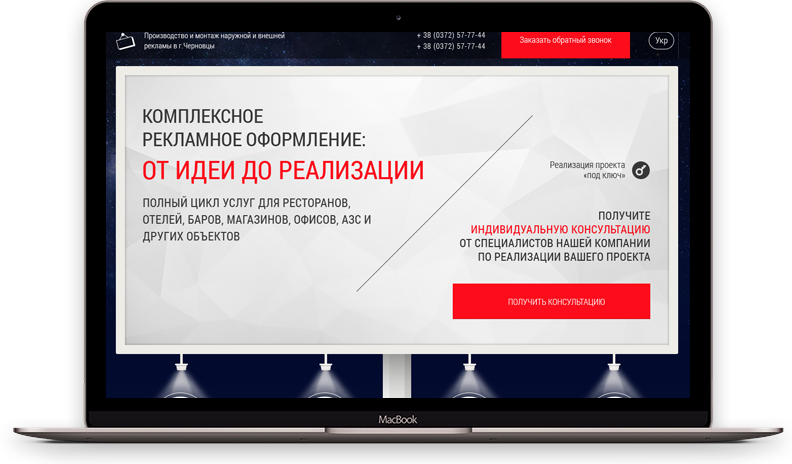 Производство и монтаж наружной и внешней
рекламы в г.Черновцы
+ 38 (0372) 57-77-44
+ 38 (0372) 57-77-44
Заказать обратный звонок
Укр
КОМПЛЕКСНОЕ
РЕКЛАМНОЕ ОФОРМЛЕНИЕ:
ОТ ИДЕИ ДО РЕАЛИЗАЦИИ
ПОЛНЫЙ ЦИКЛ УСЛУГ ДЛЯ РЕСТОРАНОВ,
ОТЕЛЕЙ, БАРОВ, МАГАЗИНОВ, ОФИСОВ, АЗС И
ДРУГИХ ОБЪЕКТОВ
Реализация проекта
«под ключ»
ПОЛУЧИТЕ
ИНДИВИДУАЛЬНУЮ КОНСУЛЬТАЦИЮ
ОТ СПЕЦИАЛИСТОВ НАШЕЙ КОМПАНИИ
ПО РЕАЛИЗАЦИИ ВАШЕГО ПРОЕКТА
ПОЛУЧИТЬ КОНСУЛЬТАЦИЮ
MacBook